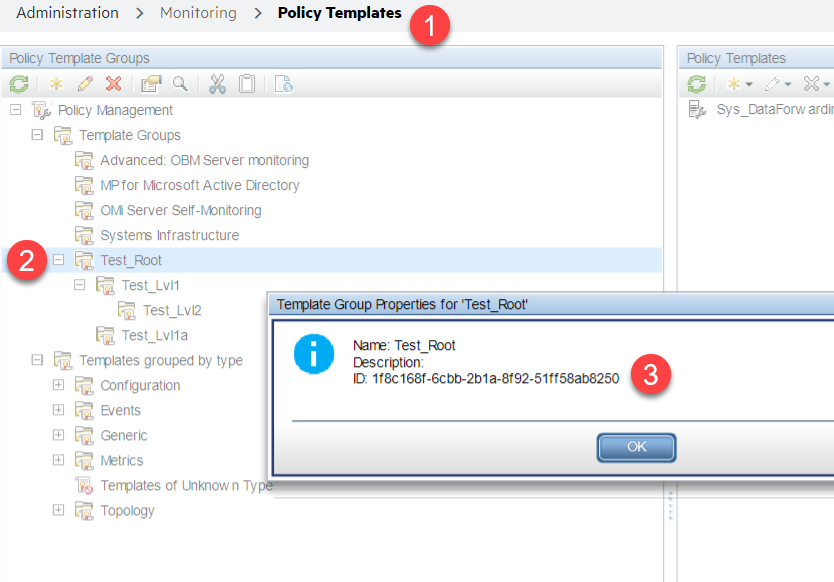 Administration > Monitoring > Policy Templates
1
Policy Template Groups
Policy Templates
Policy Management
Sys_DataForwardin
Template Groups
Advanced: OBM Server monitoring
MP for Microsoft Active Directory
OMi Server Self-Monitoring
Systems Infrastructure
2
Test_Root
Test_Lvl1
Test_Lvl2
Test_Lvl1a
Templates grouped by type
Configuration
Events
Generic
Metrics
Templates of Unknown Type
Topology
Template Group Properties for 'Test_Root'
Name: Test_Root
Description:
ID: 1f8c168f-6cbb-2b1a-8f92-51ff58ab8250
3
OK